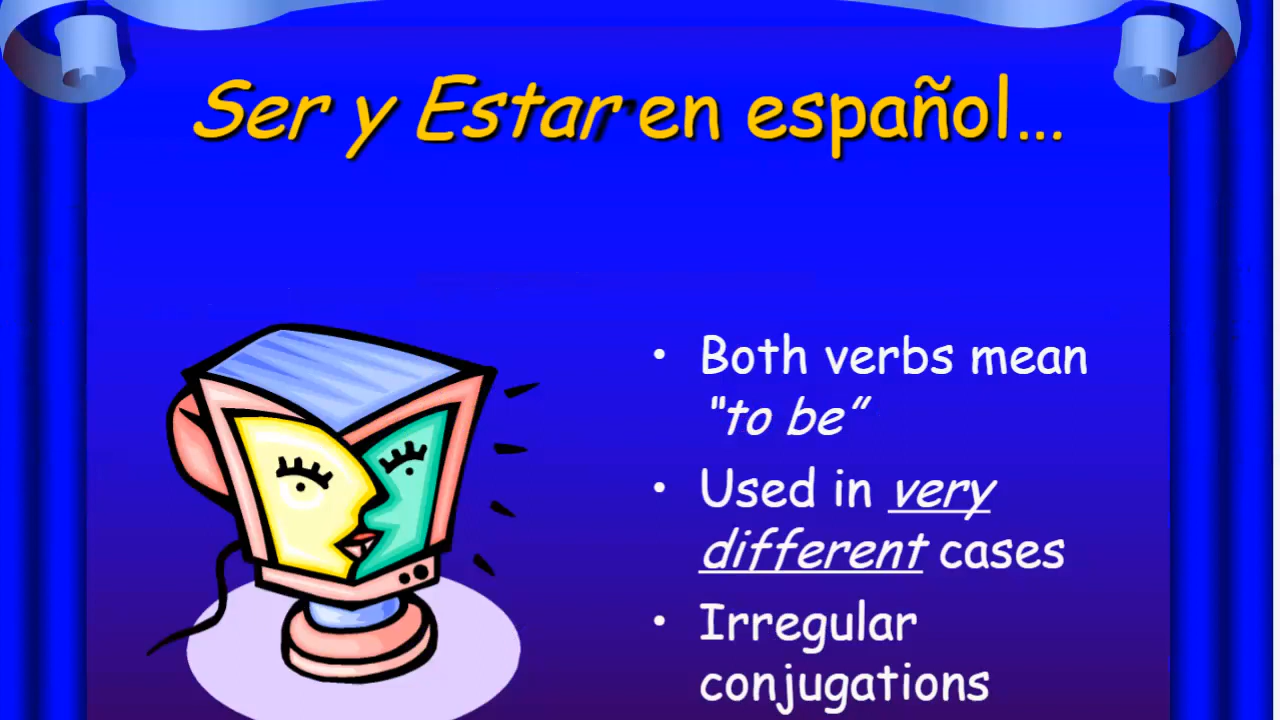 Ser y Estar en español...
• Both verbs mean
"to be”
• Used in very
different cases
• Irregular
conjugations